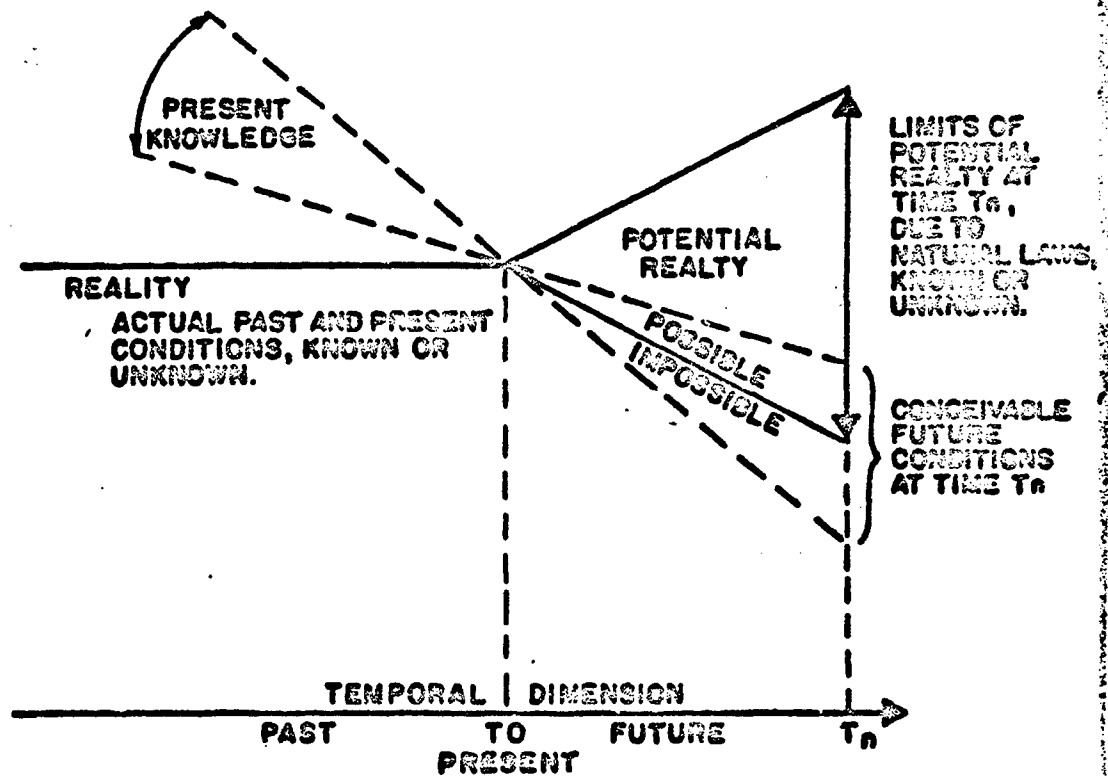 PRESENT
KNOWLEDGE
REALITY
ACTUAL PAST AND PRESENT
CONDITIONS, KNOWN OR
UNKNOWN.
POTENTIAL
REALTY
POSSIBLE
IMPOSSIBLE
LIMITS OF
POTENTIAL
REALTY AT
TIME Tn,
DUE TO
NATURAL LAWS,
KNOWN OR
UNKNOWN.
CONCEIVABLE
FUTURE
CONDITIONS
AT TIME Tn
TEMPORAL DIMENSION
PAST TO FUTURE Tn
PRESENT